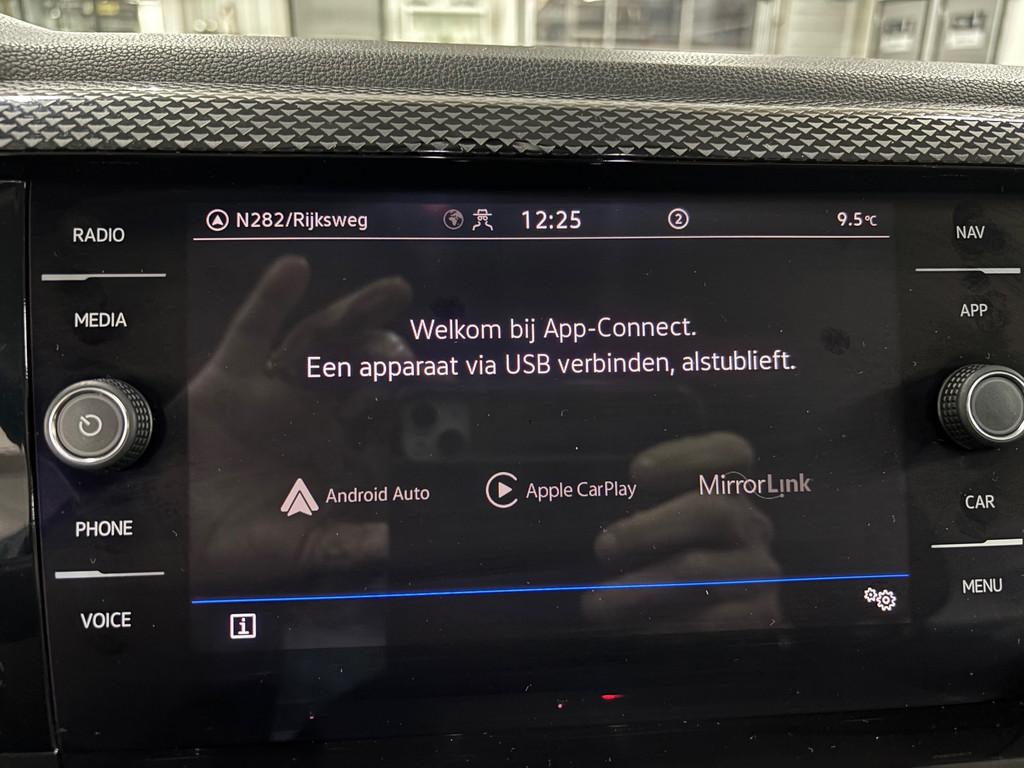 RADIO
MEDIA
PHONE
VOICE
N282/Rijksweg
12:25
2
9.5°C
Welkom bij App-Connect.
Een apparaat via USB verbinden, alstublieft.
Android Auto
Apple CarPlay
MirrorLink
i
NAV
APP
CAR
MENU